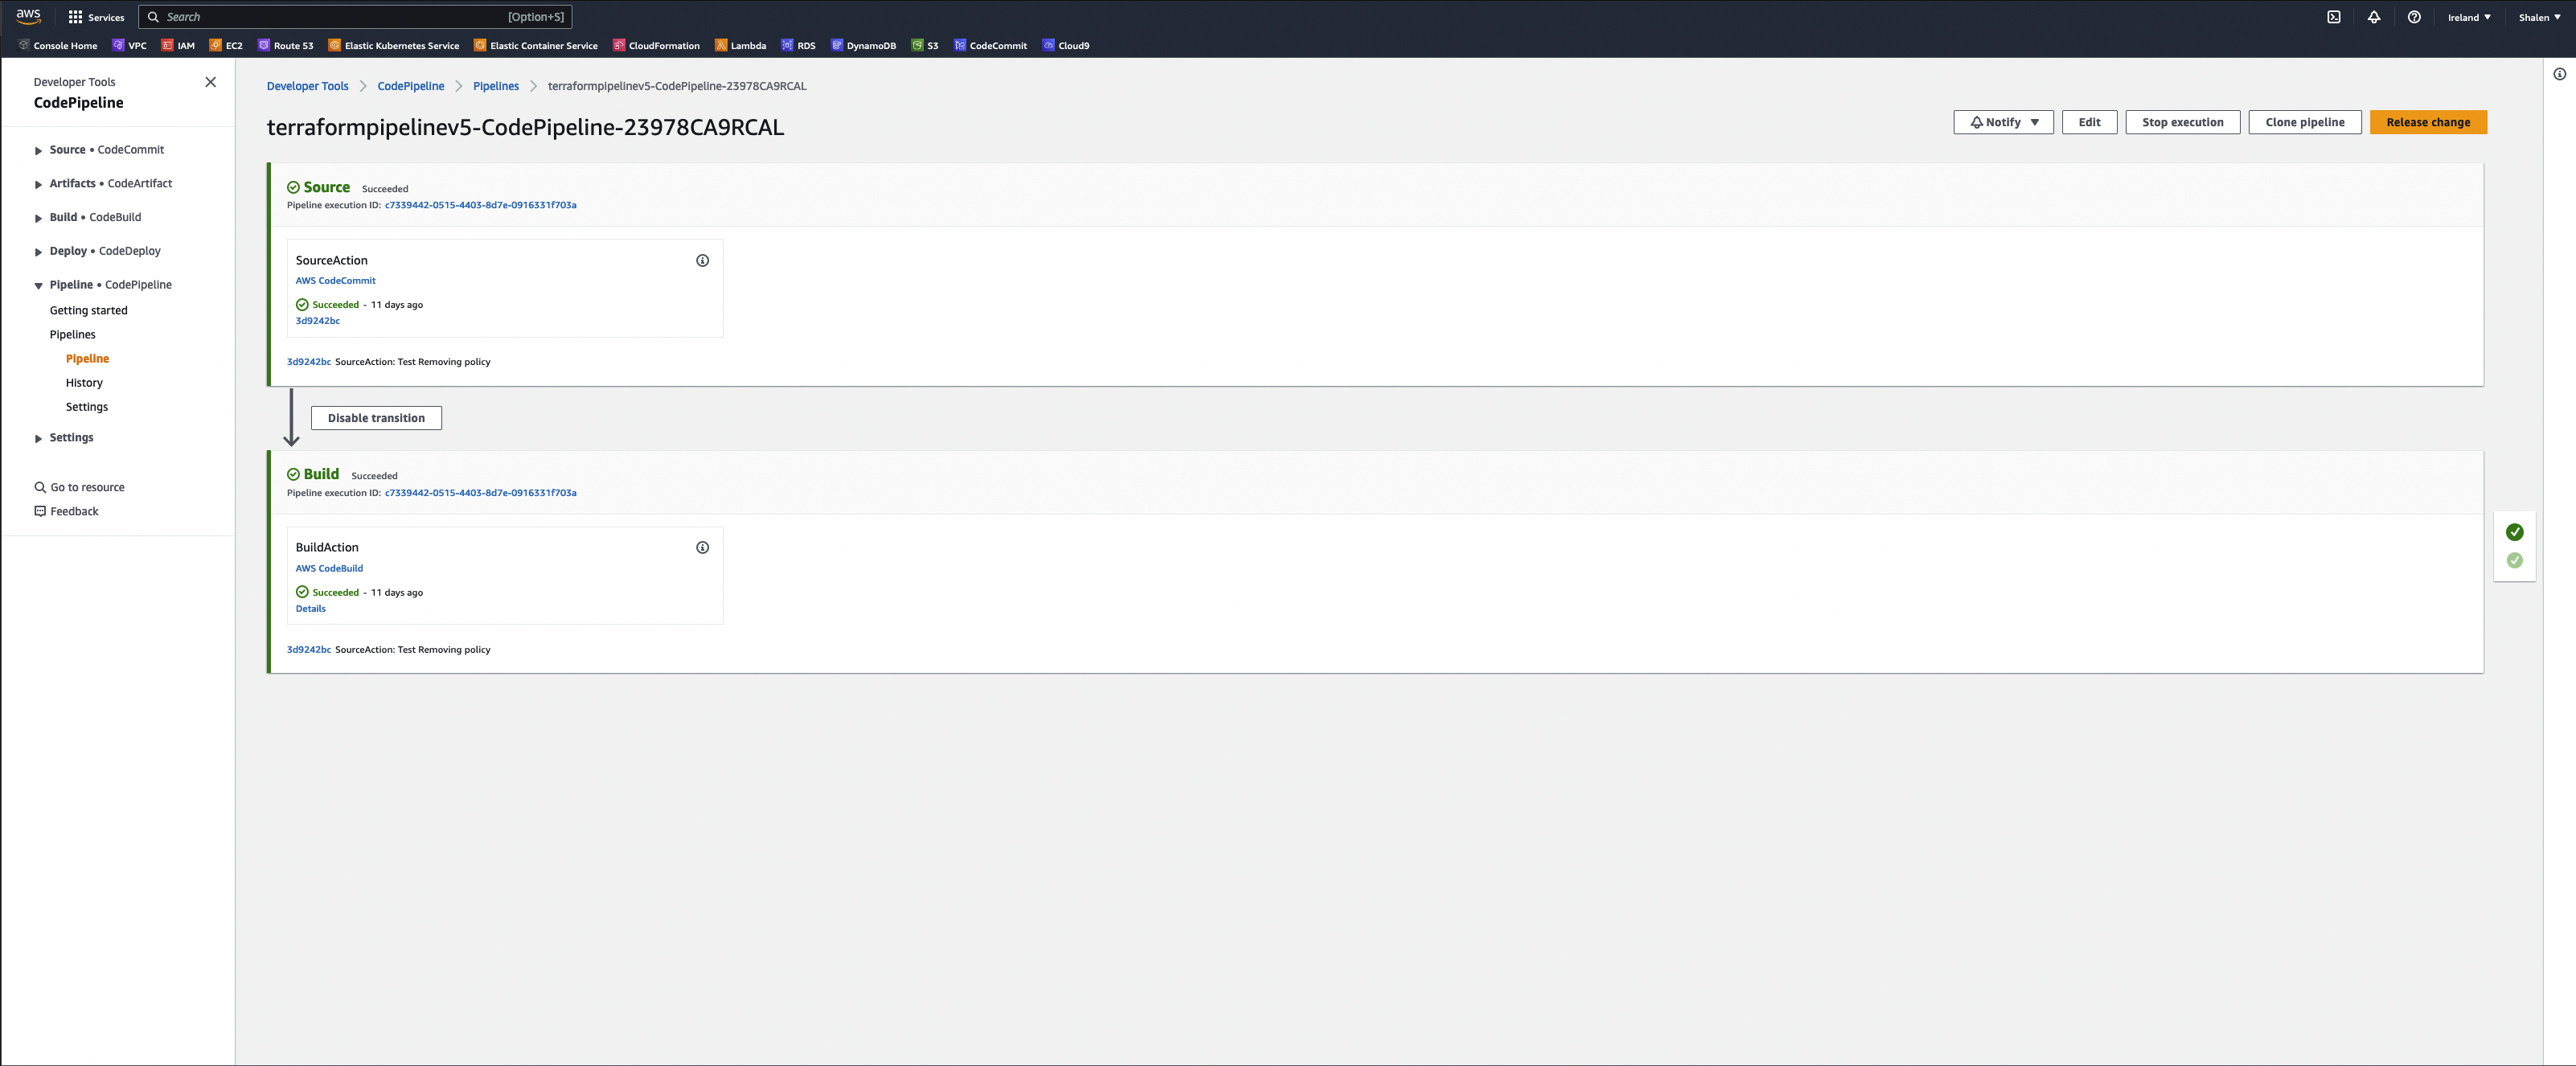 aws
Services
Search
[Option+S]
Ireland ▼
Shalen ▼
Console Home
VPC
IAM
EC2
Route 53
Elastic Kubernetes Service
Elastic Container Service
CloudFormation
Lambda
RDS
DynamoDB
S3
CodeCommit
Cloud9
Developer Tools
CodePipeline
Source • CodeCommit
Artifacts • CodeArtifact
Build • CodeBuild
Deploy • CodeDeploy
Pipeline • CodePipeline
Getting started
Pipelines
Pipeline
History
Settings
Settings
Go to resource
Feedback
Developer Tools > CodePipeline > Pipelines > terraformpipelinev5-CodePipeline-23978CA9RCAL
terraformpipelinev5-CodePipeline-23978CA9RCAL
Notify ▼
Edit
Stop execution
Clone pipeline
Release change
Source Succeeded
Pipeline execution ID: c7339442-0515-4403-8d7e-0916331f703a
SourceAction
AWS CodeCommit
Succeeded - 11 days ago
3d9242bc
3d9242bc SourceAction: Test Removing policy
Disable transition
Build Succeeded
Pipeline execution ID: c7339442-0515-4403-8d7e-0916331f703a
BuildAction
AWS CodeBuild
Succeeded - 11 days ago
Details
3d9242bc SourceAction: Test Removing policy